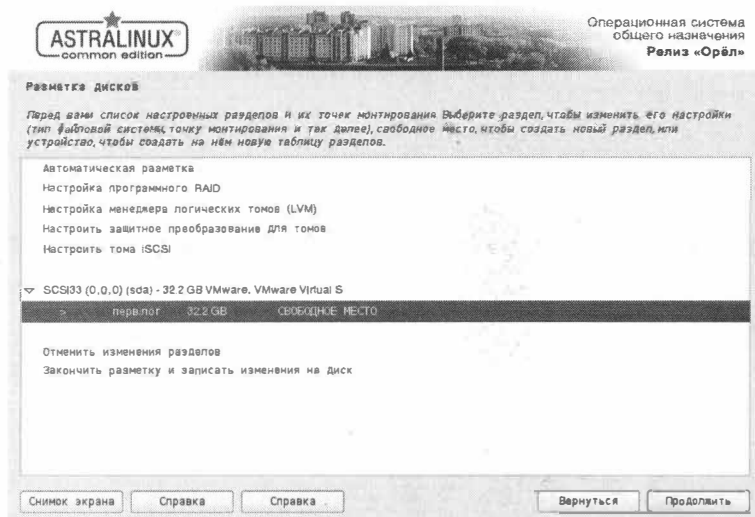 ASTRALINUX
common edition
Операционная система
общего назначения
Релиз «Орёл»
Разметка дисков
Перед вами список настроенных разделов и их точек монтирования Выберите раздел, чтобы изменить его настройки
(тип файловой системы, точку монтирования и так далее), свободное место, чтобы создать новый раздел, или
устройство, чтобы создать на нём новую таблицу разделов.
Автоматическая разметка
Настройка программного RAID
Настройка менеджера логических томов (LVM)
Настроить защитное преобразование для томов
Настроить тома iSCSI
SCSI33 (0,0,0) (sda) - 32.2 GB VMware, VMware Virtual S
> перв/лог 32.2 GB СВОБОДНОЕ МЕСТО
Отменить изменения разделов
Закончить разметку и записать изменения на диск
Снимок экрана Справка Справка Вернуться Продолжить